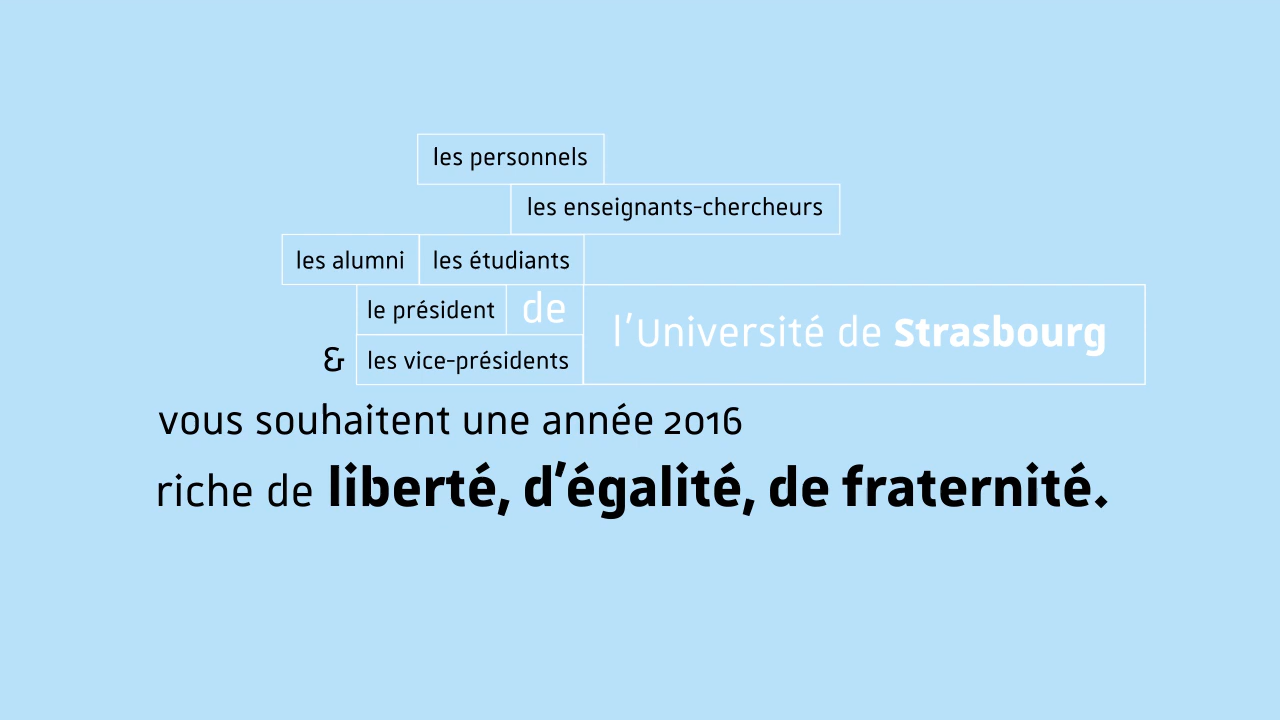 les personnels
les enseignants-chercheurs
les alumni les étudiants
le président de
l'Université de Strasbourg
& les vice-présidents
vous souhaitent une année 2016
riche de liberté, d'égalité, de fraternité.